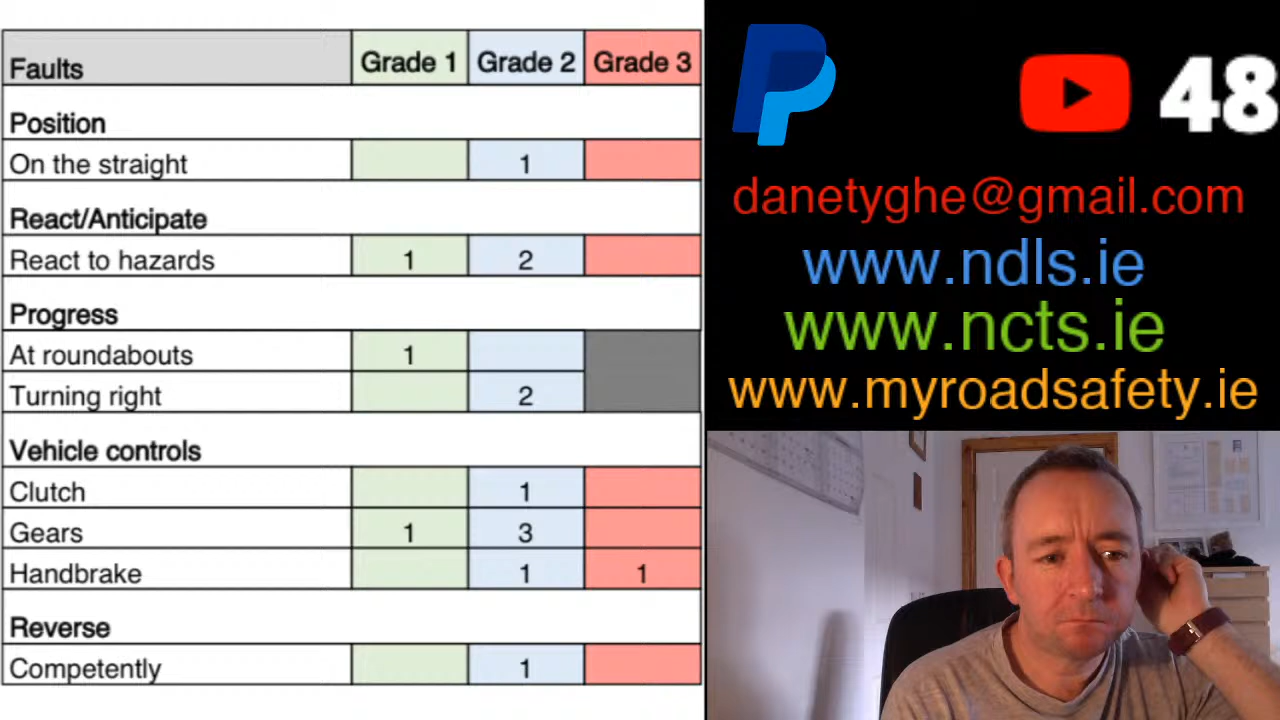 Faults Grade 1 Grade 2 Grade 3
Position
On the straight 1
React/Anticipate
React to hazards 1 2
Progress
At roundabouts 1
Turning right 2
Vehicle controls
Clutch 1
Gears 1 3
Handbrake 1 1
Reverse
Competently 1
48
danetyghe@gmail.com
www.ndls.ie
www.ncts.ie
www.myroadsafety.ie